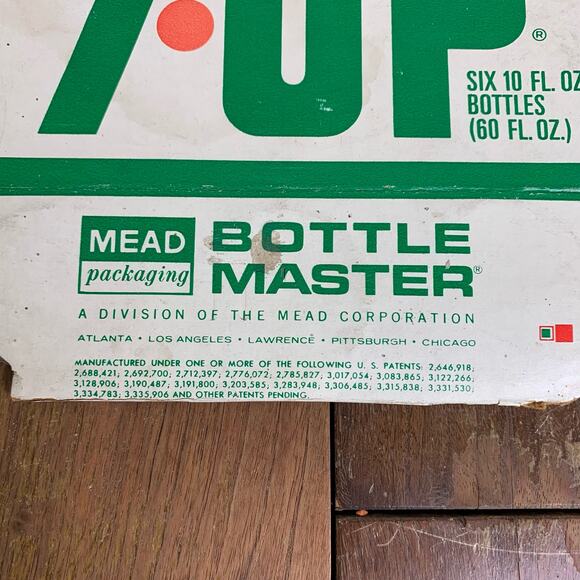 7UP®
SIX 10 FL. OZ
BOTTLES
(60 FL. OZ.)
MEAD
packaging
BOTTLE
MASTER®
A DIVISION OF THE MEAD CORPORATION
ATLANTA • LOS ANGELES • LAWRENCE • PITTSBURGH • CHICAGO
MANUFACTURED UNDER ONE OR MORE OF THE FOLLOWING U. S. PATENTS: 2,646,918;
2,688,421; 2,692,700; 2,712,397; 2,776,072; 2,785,827; 3,017,054; 3,083,865; 3,122,266;
3,128,906; 3,190,487; 3,191,800; 3,203,585; 3,283,948; 3,306,485; 3,315,838; 3,331,530;
3,334,783; 3,335,906 AND OTHER PATENTS PENDING.